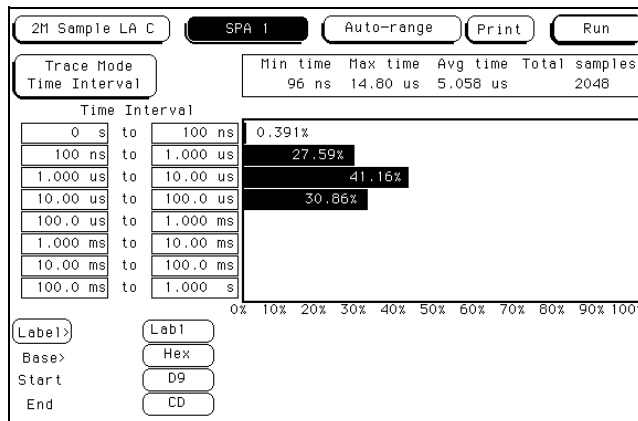 2M Sample LA C SPA 1 Auto-range Print Run
Trace Mode
Time Interval
Min time Max time Avg time Total samples
96 ns 14.80 us 5.058 us 2048
Time Interval
0 s to 100 ns 0.391%
100 ns to 1.000 us 27.59%
1.000 us to 10.00 us 41.16%
10.00 us to 100.0 us 30.86%
100.0 us to 1.000 ms
1.000 ms to 10.00 ms
10.00 ms to 100.0 ms
100.0 ms to 1.000 s
0% 10% 20% 30% 40% 50% 60% 70% 80% 90% 100
Label> Lab1
Base> Hex
Start D9
End CD